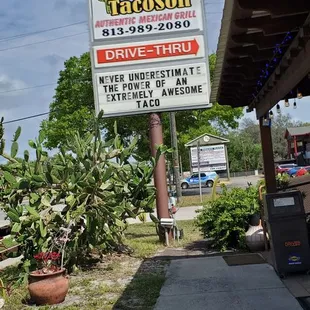 TacoSon
AUTHENTIC MEXICAN GRILL
813-989-2080
DRIVE-THRU
NEVER UNDERESTIMATE
THE POWER OF AN
EXTREMELY AWESOME
TACO